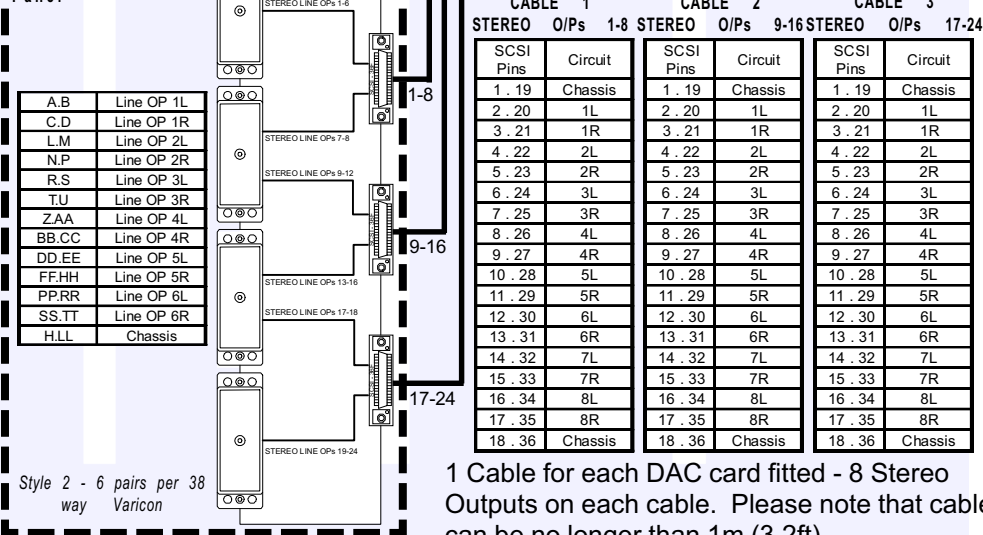 STEREO LINE OPs 1-6
1-8
STEREO LINE OPs 7-8
STEREO LINE OPs 9-12
9-16
STEREO LINE OPs 13-16
STEREO LINE OPs 17-18
17-24
STEREO LINE OPs 19-24
A.B Line OP 1L
C.D Line OP 1R
L.M Line OP 2L
N.P Line OP 2R
R.S Line OP 3L
T.U Line OP 3R
Z.AA Line OP 4L
BB.CC Line OP 4R
DD.EE Line OP 5L
FF.HH Line OP 5R
PP.RR Line OP 6L
SS.TT Line OP 6R
H.LL Chassis
Style 2 - 6 pairs per 38
way Varicon
CABLE 1 CABLE 2 CABLE 3
STEREO O/Ps 1-8 STEREO O/Ps 9-16 STEREO O/Ps 17-24
SCSI Pins Circuit SCSI Pins Circuit SCSI Pins Circuit
1 . 19 Chassis 1 . 19 Chassis 1 . 19 Chassis
2 . 20 1L 2 . 20 1L 2 . 20 1L
3 . 21 1R 3 . 21 1R 3 . 21 1R
4 . 22 2L 4 . 22 2L 4 . 22 2L
5 . 23 2R 5 . 23 2R 5 . 23 2R
6 . 24 3L 6 . 24 3L 6 . 24 3L
7 . 25 3R 7 . 25 3R 7 . 25 3R
8 . 26 4L 8 . 26 4L 8 . 26 4L
9 . 27 4R 9 . 27 4R 9 . 27 4R
10 . 28 5L 10 . 28 5L 10 . 28 5L
11 . 29 5R 11 . 29 5R 11 . 29 5R
12 . 30 6L 12 . 30 6L 12 . 30 6L
13 . 31 6R 13 . 31 6R 13 . 31 6R
14 . 32 7L 14 . 32 7L 14 . 32 7L
15 . 33 7R 15 . 33 7R 15 . 33 7R
16 . 34 8L 16 . 34 8L 16 . 34 8L
17 . 35 8R 17 . 35 8R 17 . 35 8R
18 . 36 Chassis 18 . 36 Chassis 18 . 36 Chassis
1 Cable for each DAC card fitted - 8 Stereo
Outputs on each cable. Please note that cable
can be no longer than 1m (3.2ft)